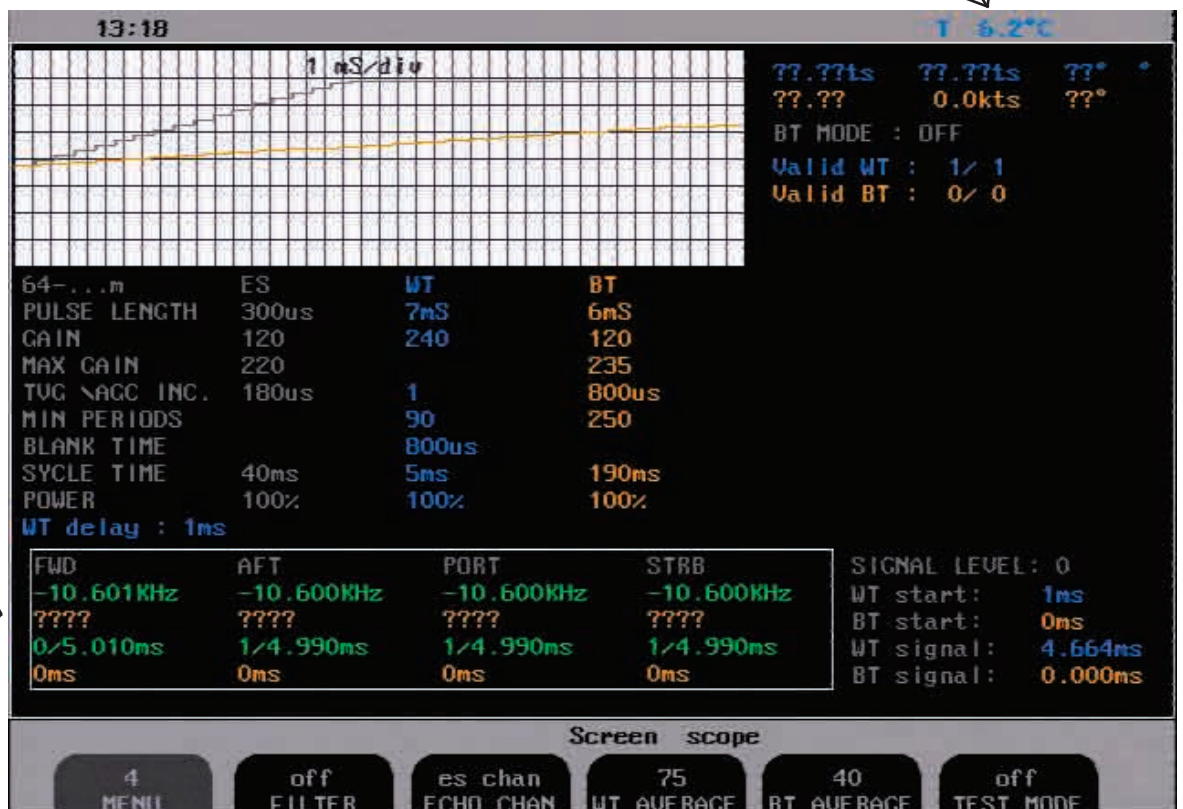 13:18 T 6.2°C
1 mS/div
??.??ts ??.??ts ??° °
??.?? 0.0kts ??°
BT MODE : OFF
Valid WT : 1/ 1
Valid BT : 0/ 0
64-...m ES WT BT
PULSE LENGTH 300us 7mS 6mS
GAIN 120 240 120
MAX GAIN 220 235
TVG \AGC INC. 180us 1 800us
MIN PERIODS 90 250
BLANK TIME 800us
SYCLE TIME 40ms 5ms 190ms
POWER 100% 100% 100%
WT delay : 1ms
FWD AFT PORT STRB
-10.601KHz -10.600KHz -10.600KHz -10.600KHz
???? ???? ???? ????
0/5.010ms 1/4.990ms 1/4.990ms 1/4.990ms
0ms 0ms 0ms 0ms
SIGNAL LEVEL: 0
WT start: 1ms
BT start: 0ms
WT signal: 4.664ms
BT signal: 0.000ms
Screen scope
4 off es chan 75 40 off
MENU FILTER ECHO CHAN WT AVERAGE BT AVERAGE TEST MODE